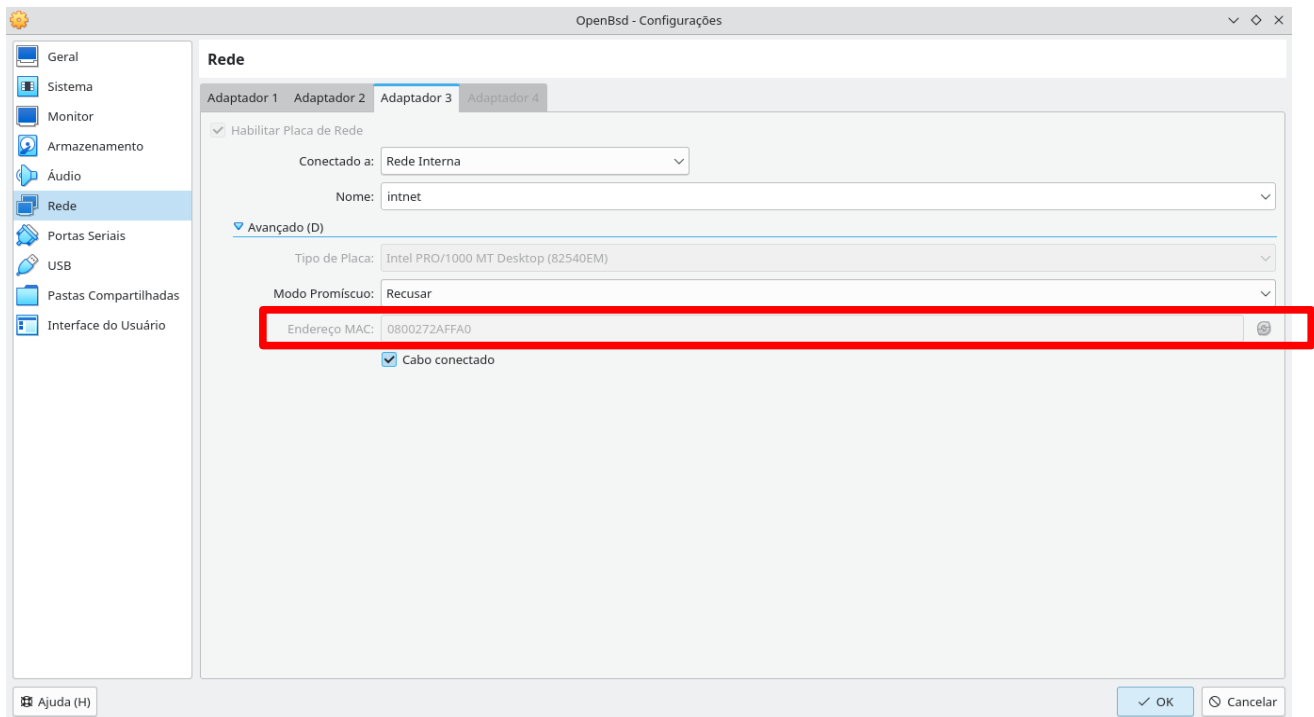 OpenBsd - Configurações
Geral
Sistema
Monitor
Armazenamento
Áudio
Rede
Portas Seriais
USB
Pastas Compartilhadas
Interface do Usuário
Rede
Adaptador 1 Adaptador 2 Adaptador 3 Adaptador 4
Habilitar Placa de Rede
Conectado a: Rede Interna
Nome: intnet
Avançado (D)
Tipo de Placa: Intel PRO/1000 MT Desktop (82540EM)
Modo Promíscuo: Recusar
Endereço MAC: 0800272AFFA0
Cabo conectado
Ajuda (H)
OK Cancelar